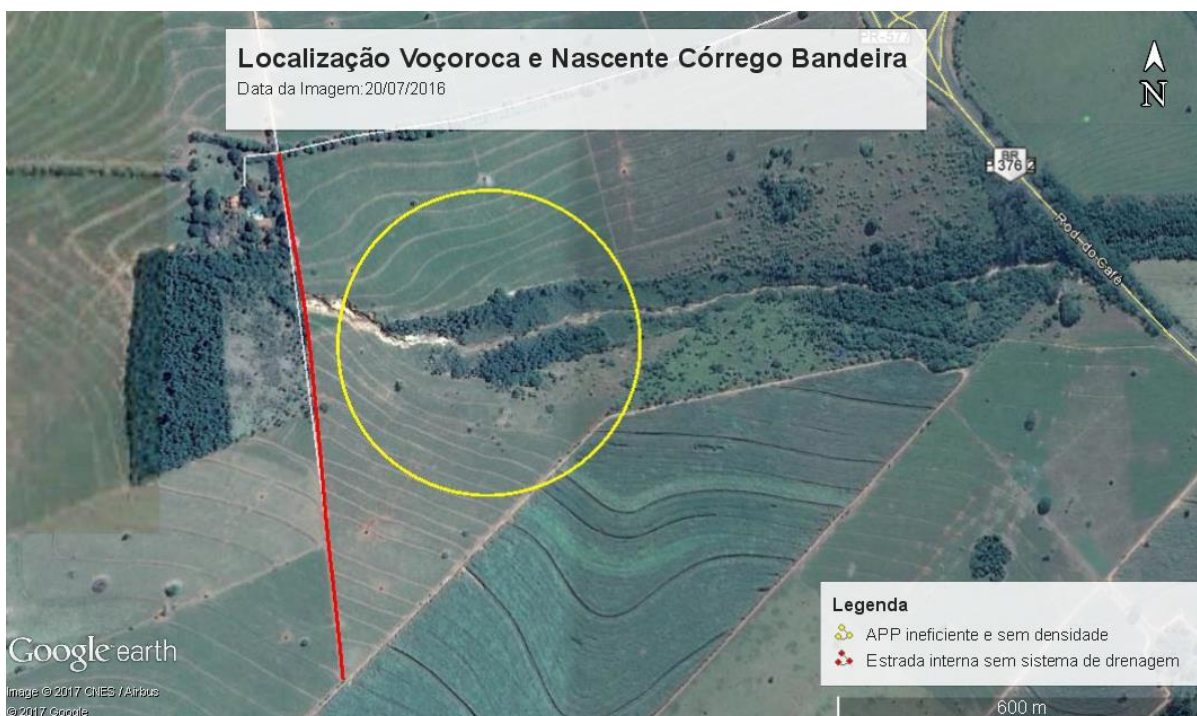 Localização Voçoroca e Nascente Córrego Bandeira
Data da Imagem:20/07/2016
PR-577
N
BR
376
Rod. do Café
Legenda
APP ineficiente e sem densidade
Estrada interna sem sistema de drenagem
Google earth
Image © 2017 CNES / Airbus
© 2017 Google
600 m